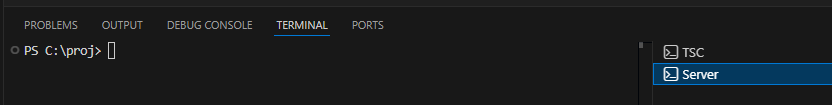 PROBLEMS OUTPUT DEBUG CONSOLE TERMINAL PORTS
PS C:\proj>
TSC
Server